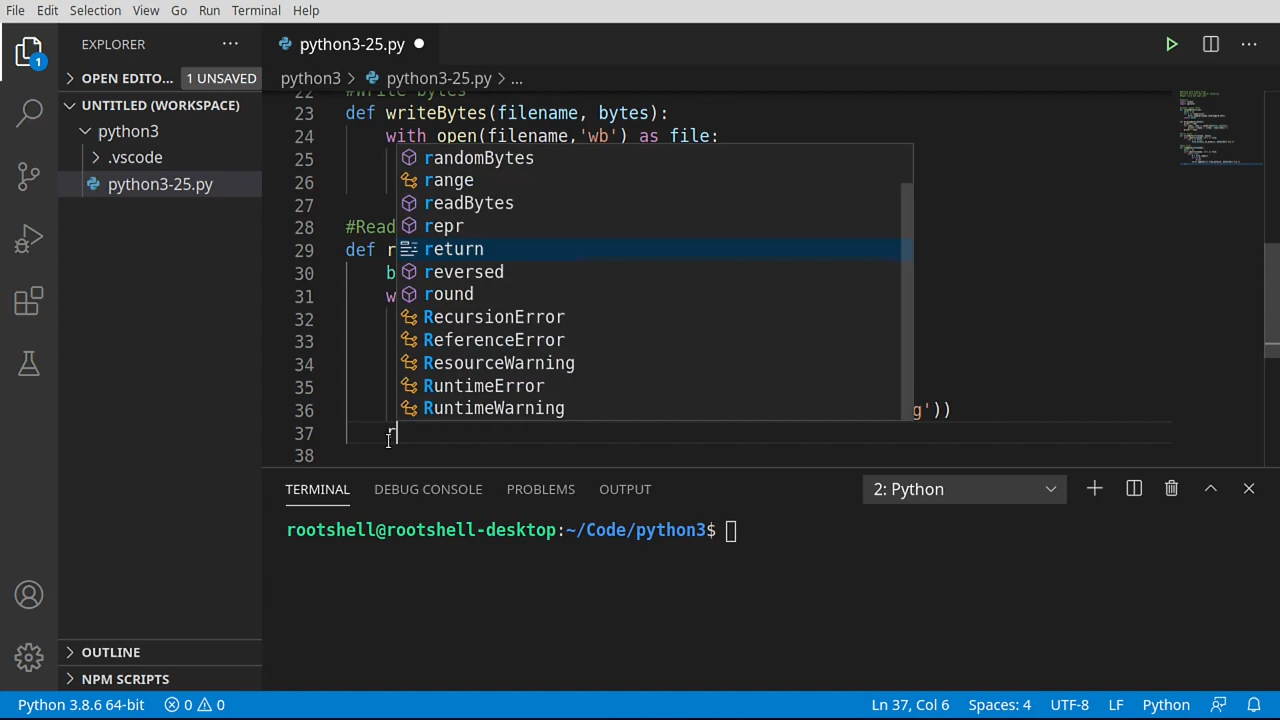 File Edit Selection View Go Run Terminal Help
EXPLORER
python3-25.py
OPEN EDITO... 1 UNSAVED
python3 > python3-25.py > ...
UNTITLED (WORKSPACE)
python3
.vscode
python3-25.py
22 #Write bytes
23 def writeBytes(filename, bytes):
24 with open(filename,'wb') as file:
25
26
27
28 #Read
29 def r
30 b
31 w
32
33
34
35
36 g'))
37 r
38
randomBytes
range
readBytes
repr
return
reversed
round
RecursionError
ReferenceError
ResourceWarning
RuntimeError
RuntimeWarning
TERMINAL DEBUG CONSOLE PROBLEMS OUTPUT 2: Python
rootshell@rootshell-desktop:~/Code/python3$
OUTLINE
NPM SCRIPTS
1
Python 3.8.6 64-bit 0 0 Ln 37, Col 6 Spaces: 4 UTF-8 LF Python